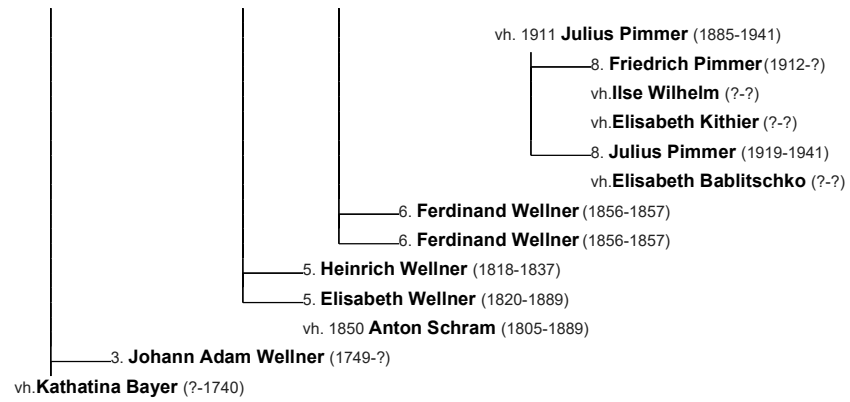 vh. 1911 Julius Pimmer (1885-1941)
8. Friedrich Pimmer (1912-?)
vh.Ilse Wilhelm (?-?)
vh.Elisabeth Kithier (?-?)
8. Julius Pimmer (1919-1941)
vh.Elisabeth Bablitschko (?-?)
6. Ferdinand Wellner (1856-1857)
6. Ferdinand Wellner (1856-1857)
5. Heinrich Wellner (1818-1837)
5. Elisabeth Wellner (1820-1889)
vh. 1850 Anton Schram (1805-1889)
3. Johann Adam Wellner (1749-?)
vh.Kathatina Bayer (?-1740)